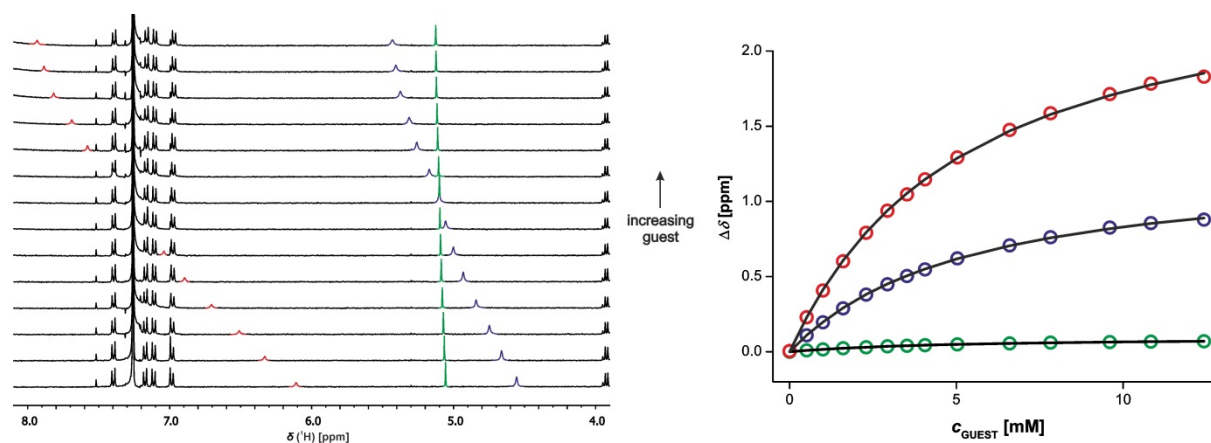 8.0 7.0 6.0 5.0 4.0
δ (¹H) [ppm]
increasing
guest
2.0
1.5
1.0
0.5
0.0
Δδ [ppm]
0 5 10
cGUEST [mM]